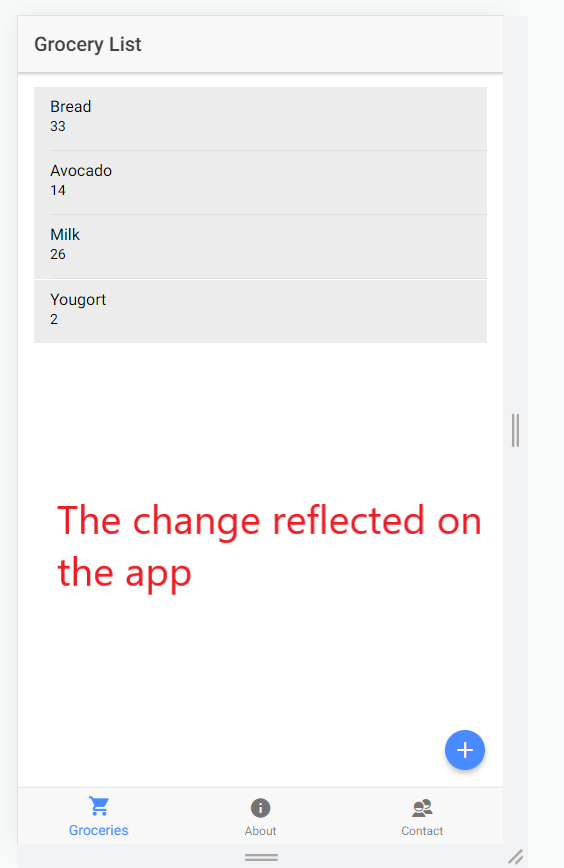 Grocery List
Bread
33
Avocado
14
Milk
26
Yougort
2
The change reflected on
the app
Groceries
About
Contact